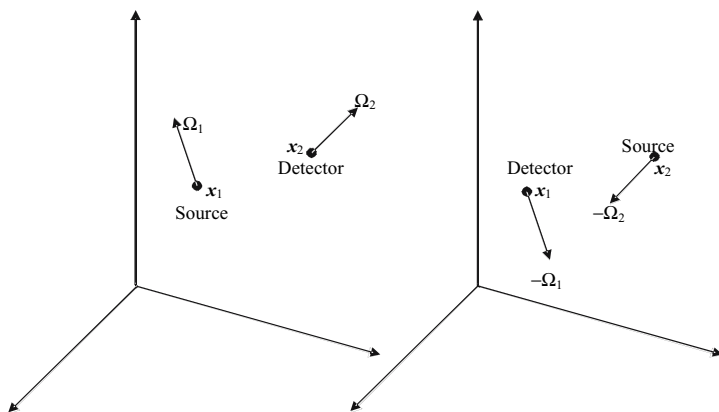 Ω₁
x₁
Source
Ω₂
x₂
Detector
Detector
x₁
−Ω₁
Source
x₂
−Ω₂